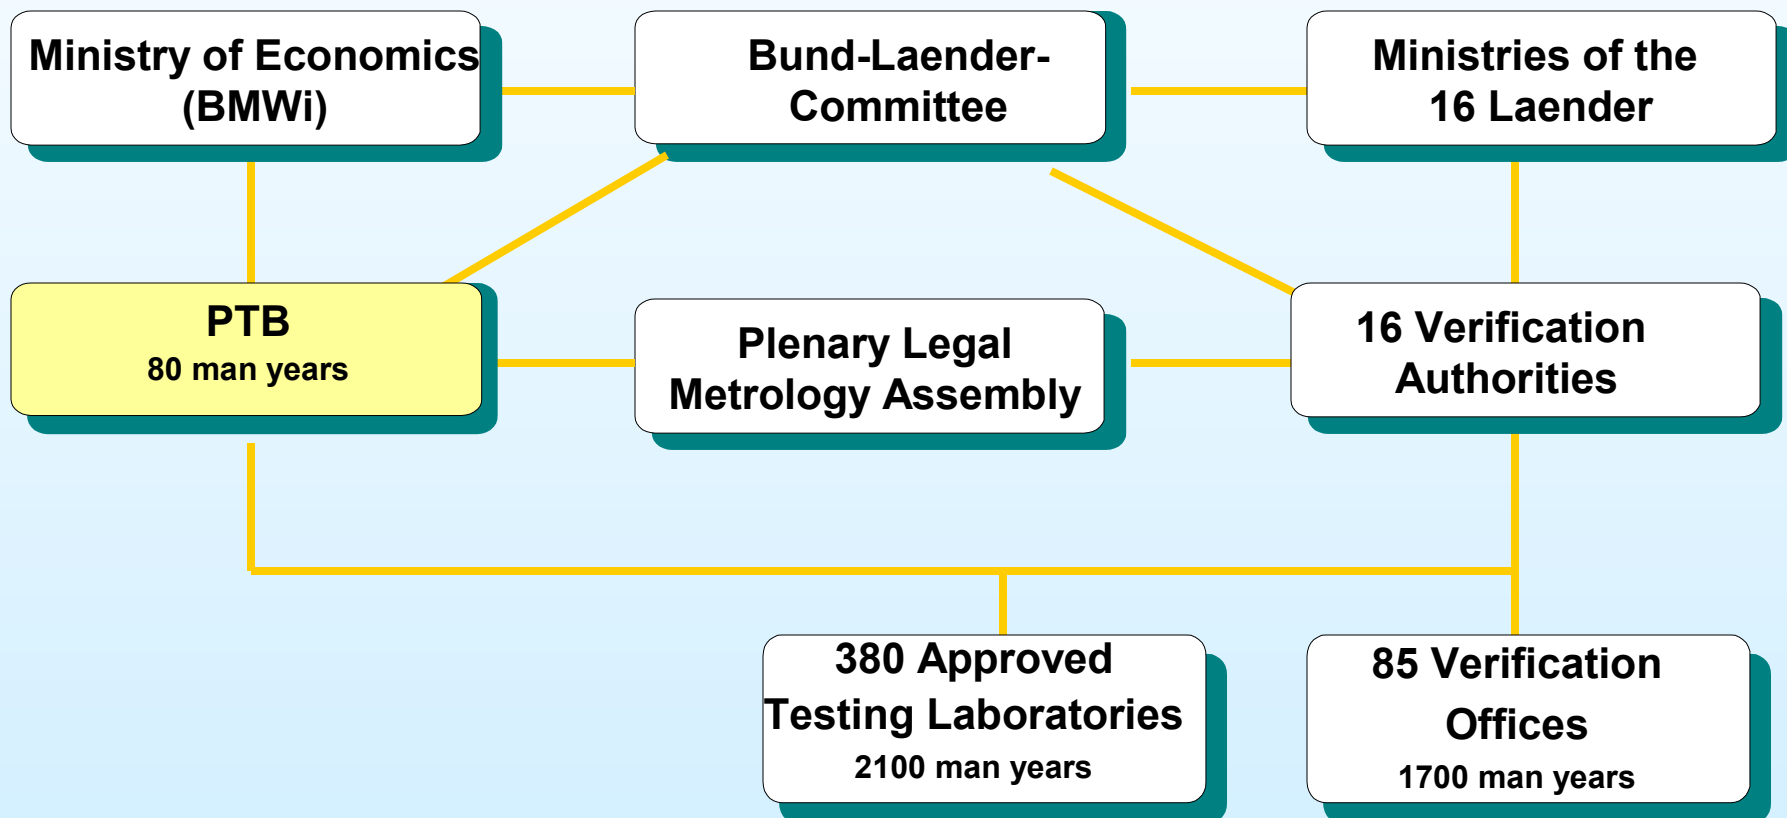 Ministry of Economics
(BMWi)
Bund-Laender-
Committee
Ministries of the
16 Laender
PTB
80 man years
Plenary Legal
Metrology Assembly
16 Verification
Authorities
380 Approved
Testing Laboratories
2100 man years
85 Verification
Offices
1700 man years